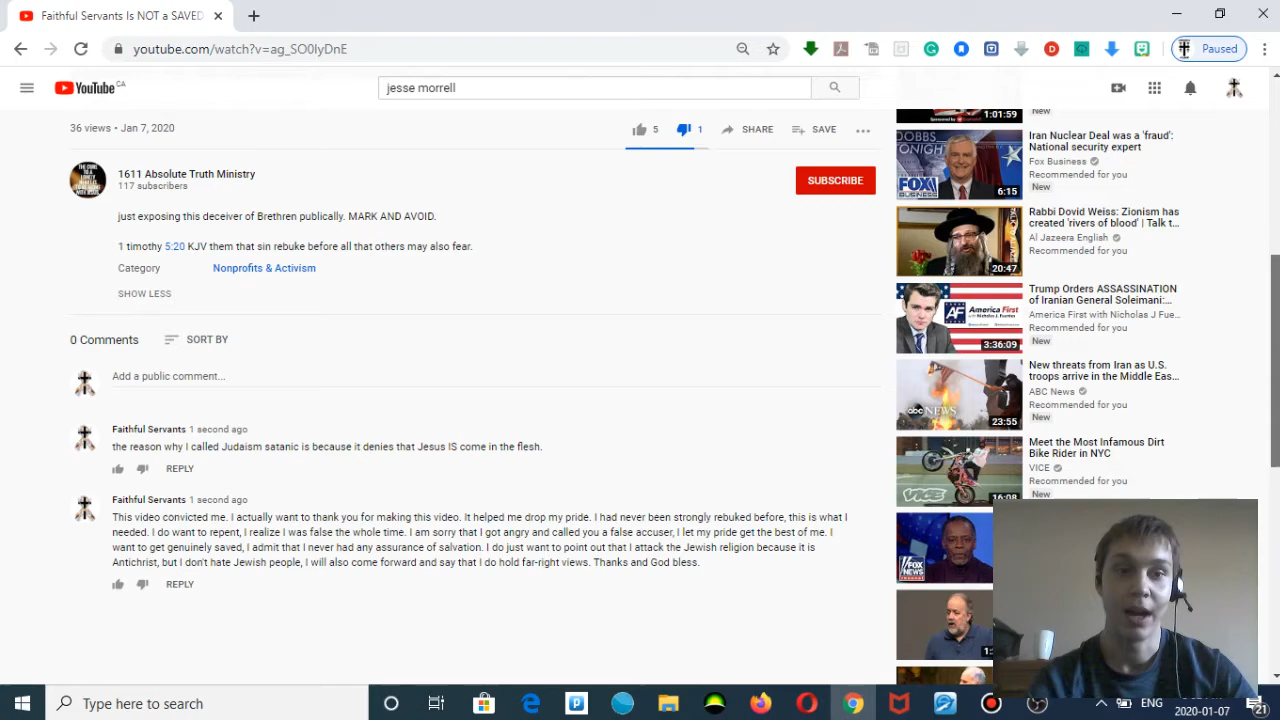 Faithful Servants Is NOT a SAVED
youtube.com/watch?v=ag_SO0lyDnE
Paused
YouTube CA
jesse morrell
36 views • Jan 7, 2020
5
1
SHARE
SAVE
1611 Absolute Truth Ministry
117 subscribers
SUBSCRIBE
just exposing this deceiver of Brethren publically. MARK AND AVOID.
1 timothy 5:20 KJV them that sin rebuke before all that others may also fear.
Category
Nonprofits & Activism
SHOW LESS
0 Comments
SORT BY
Add a public comment...
Faithful Servants 1 second ago
the reason why I called Judaism satanic is because it denies that Jesus IS come in the flesh.
REPLY
Faithful Servants 1 second ago
This video convicted me. I actually want to thank you for making this video. It helped me drop my pride. I had never been strongly rebuked before, this is what I
needed. I do want to repent, I realize I was false the whole time. I am sorry that I got angry and called you a false accuser, I let my pride get the best of me. I
want to get genuinely saved, I admit that I never had any assurance of salvation. I do just want to point out that I attack the Jewish religion because it is
Antichrist, but I don't hate Jewish people, I will also come forward and say that I do hold far-right views. Thanks and God bless.
REPLY
1:01:59
New
DOBBS
TONIGHT
FOX
BUSINESS
6:15
Iran Nuclear Deal was a 'fraud':
National security expert
Fox Business
Recommended for you
New
20:47
Rabbi Dovid Weiss: Zionism has
created 'rivers of blood' | Talk t...
Al Jazeera English
Recommended for you
AF
America First
3:36:09
Trump Orders ASSASSINATION
of Iranian General Soleimani:...
America First with Nicholas J Fue...
Recommended for you
New
abc NEWS
23:55
New threats from Iran as U.S.
troops arrive in the Middle Eas...
ABC News
Recommended for you
New
VICE
16:08
Meet the Most Infamous Dirt
Bike Rider in NYC
VICE
Recommended for you
New
FOX
NEWS
channel
Type here to search
ENG
2020-01-07
21